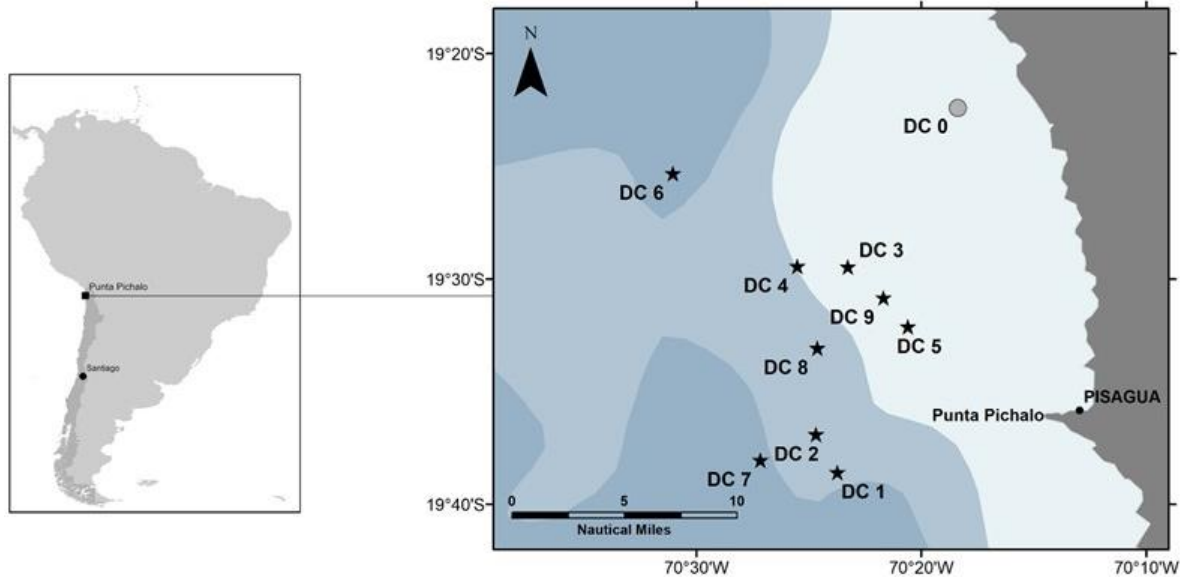 Punta Pichalo
Santiago
N
19°20'S
19°30'S
19°40'S
DC 0
DC 6
DC 3
DC 4
DC 9
DC 5
DC 8
PISAGUA
Punta Pichalo
DC 2
DC 7
DC 1
0 5 10
Nautical Miles
70°30'W 70°20'W 70°10'W